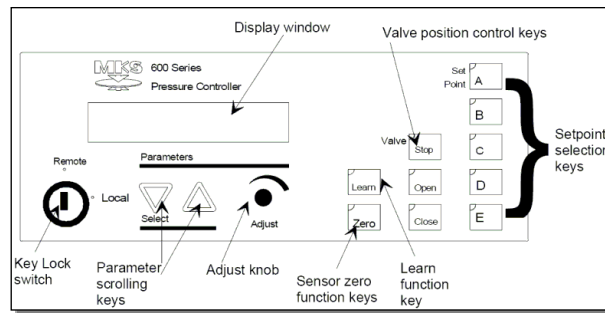 Display window
Valve position control keys
MKS
600 Series
Pressure Controller
Set
Point
A
B
C
D
E
Setpoint
selection
keys
Valve
Stop
Open
Close
Learn
Zero
Remote
Local
Parameters
Select
Adjust
Key Lock
switch
Parameter
scrolling
keys
Adjust knob
Sensor zero
function keys
Learn
function
key